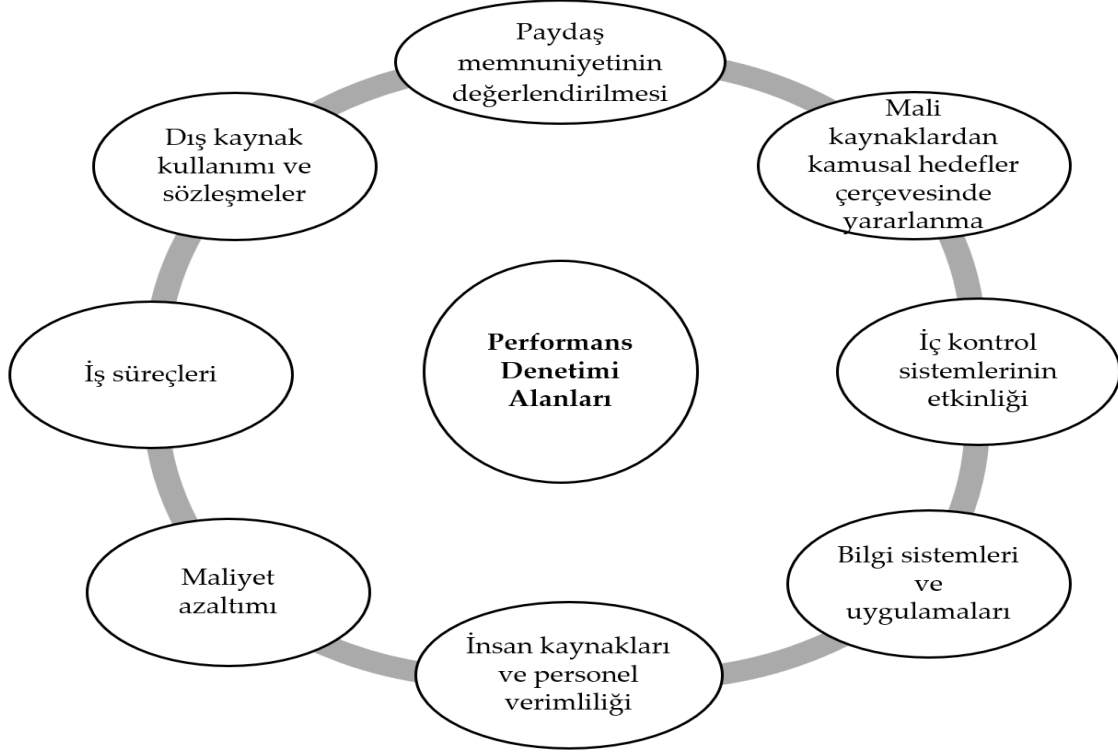 Paydaş
memnuniyetinin
değerlendirilmesi
Mali
kaynaklardan
kamusal hedefler
çerçevesinde
yararlanma
İç kontrol
sistemlerinin
etkinliği
Bilgi sistemleri
ve
uygulamaları
İnsan kaynakları
ve personel
verimliliği
Maliyet
azaltımı
İş süreçleri
Dış kaynak
kullanımı ve
sözleşmeler
Performans
Denetimi
Alanları